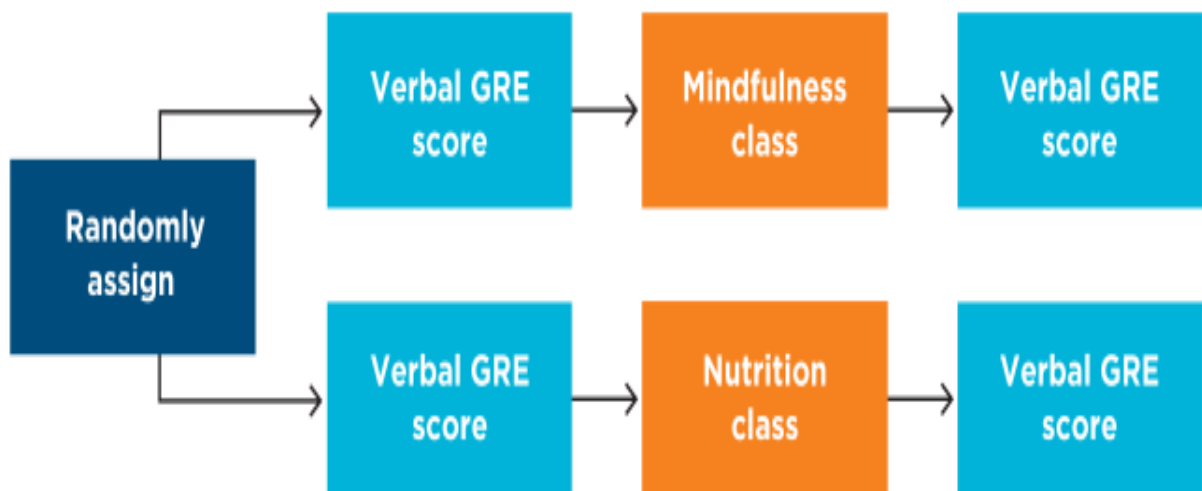 Randomly
assign
Verbal GRE
score
Mindfulness
class
Verbal GRE
score
Verbal GRE
score
Nutrition
class
Verbal GRE
score